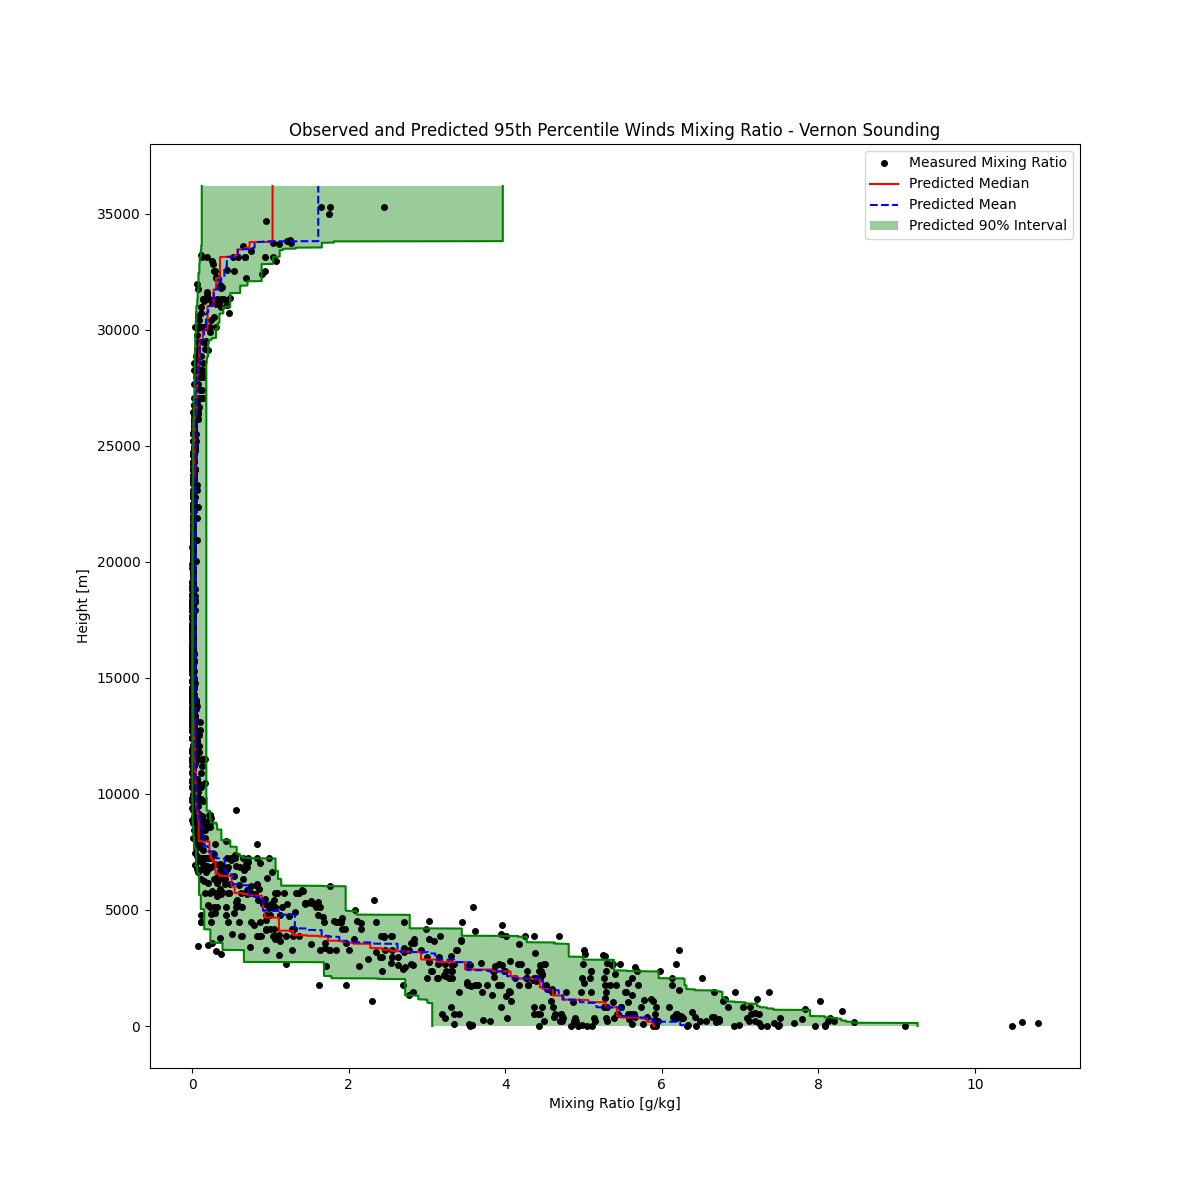 Observed and Predicted 95th Percentile Winds Mixing Ratio - Vernon Sounding
Measured Mixing Ratio
Predicted Median
Predicted Mean
Predicted 90% Interval
35000
30000
25000
20000
15000
10000
5000
0
Height [m]
0 2 4 6 8 10
Mixing Ratio [g/kg]